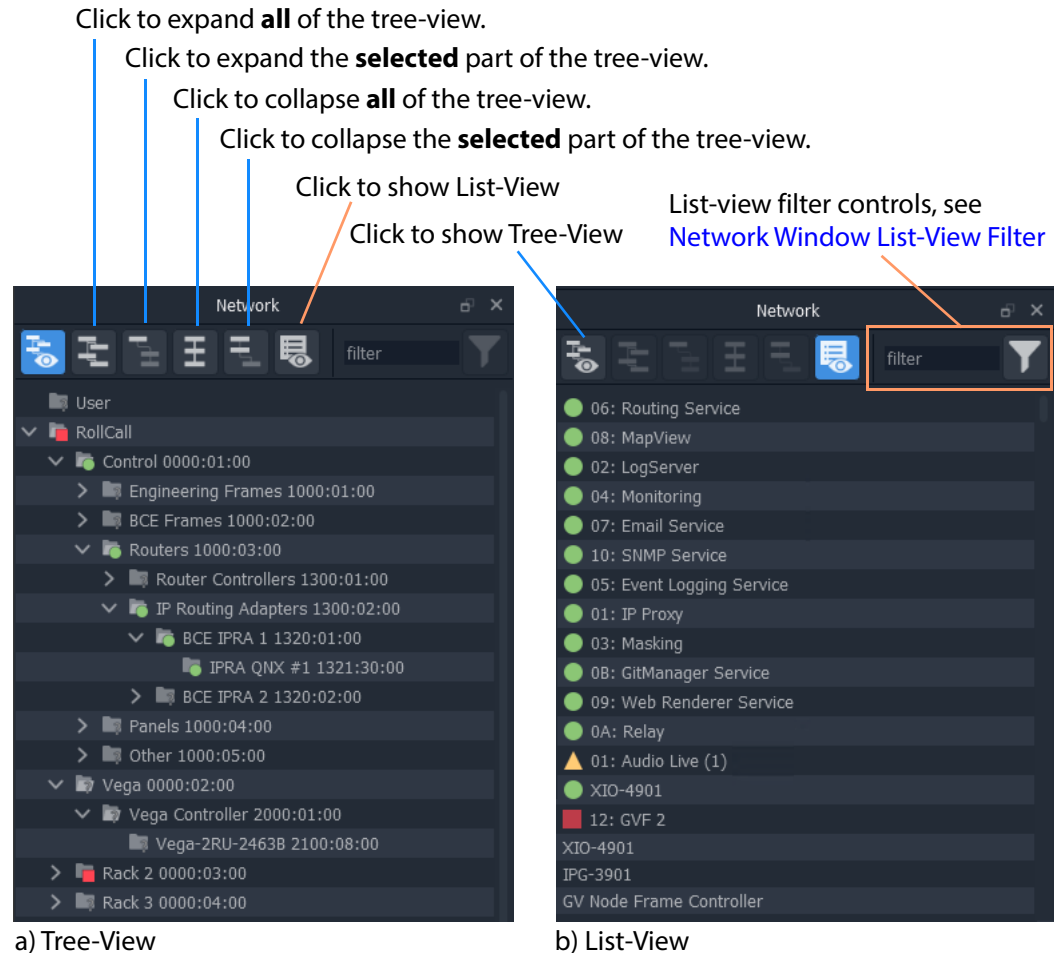 Click to expand all of the tree-view.
Click to expand the selected part of the tree-view.
Click to collapse all of the tree-view.
Click to collapse the selected part of the tree-view.
Click to show List-View
Click to show Tree-View
List-view filter controls, see
Network Window List-View Filter
Network
filter
User
RollCall
Control 0000:01:00
Engineering Frames 1000:01:00
BCE Frames 1000:02:00
Routers 1000:03:00
Router Controllers 1300:01:00
IP Routing Adapters 1300:02:00
BCE IPRA 1 1320:01:00
IPRA QNX #1 1321:30:00
BCE IPRA 2 1320:02:00
Panels 1000:04:00
Other 1000:05:00
Vega 0000:02:00
Vega Controller 2000:01:00
Vega-2RU-2463B 2100:08:00
Rack 2 0000:03:00
Rack 3 0000:04:00
a) Tree-View
Network
filter
06: Routing Service
08: MapView
02: LogServer
04: Monitoring
07: Email Service
10: SNMP Service
05: Event Logging Service
01: IP Proxy
03: Masking
0B: GitManager Service
09: Web Renderer Service
0A: Relay
01: Audio Live (1)
XIO-4901
12: GVF 2
XIO-4901
IPG-3901
GV Node Frame Controller
b) List-View